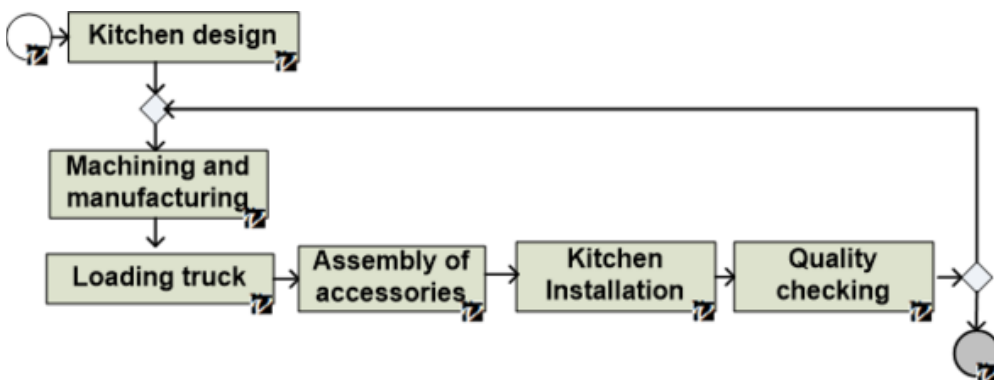 Kitchen design
Machining and
manufacturing
Loading truck
Assembly of
accessories
Kitchen
Installation
Quality
checking